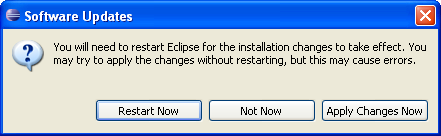 Software Updates
You will need to restart Eclipse for the installation changes to take effect. You
may try to apply the changes without restarting, but this may cause errors.
Restart Now Not Now Apply Changes Now